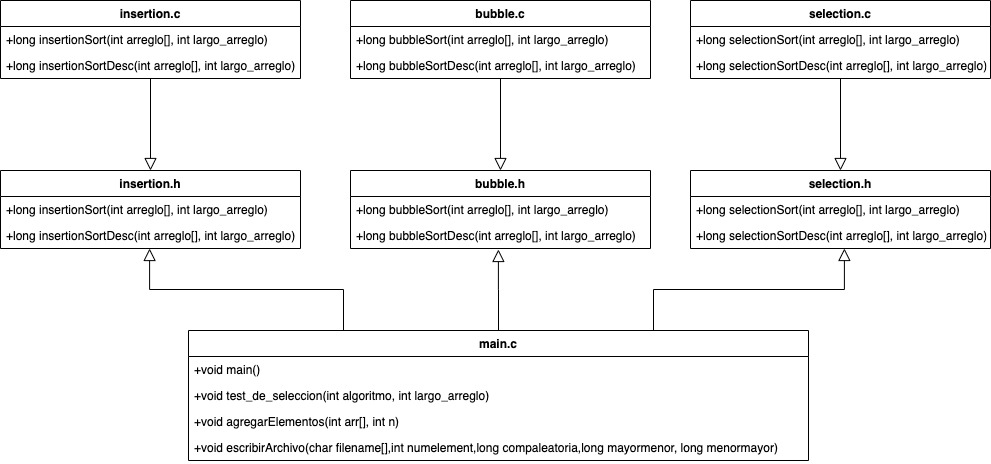 insertion.c
+long insertionSort(int arreglo[], int largo_arreglo)
+long insertionSortDesc(int arreglo[], int largo_arreglo)
bubble.c
+long bubbleSort(int arreglo[], int largo_arreglo)
+long bubbleSortDesc(int arreglo[], int largo_arreglo)
selection.c
+long selectionSort(int arreglo[], int largo_arreglo)
+long selectionSortDesc(int arreglo[], int largo_arreglo)
insertion.h
+long insertionSort(int arreglo[], int largo_arreglo)
+long insertionSortDesc(int arreglo[], int largo_arreglo)
bubble.h
+long bubbleSort(int arreglo[], int largo_arreglo)
+long bubbleSortDesc(int arreglo[], int largo_arreglo)
selection.h
+long selectionSort(int arreglo[], int largo_arreglo)
+long selectionSortDesc(int arreglo[], int largo_arreglo)
main.c
+void main()
+void test_de_seleccion(int algoritmo, int largo_arreglo)
+void agregarElementos(int arr[], int n)
+void escribirArchivo(char filename[],int numelement,long compaleatoria,long mayormenor, long menormayor)